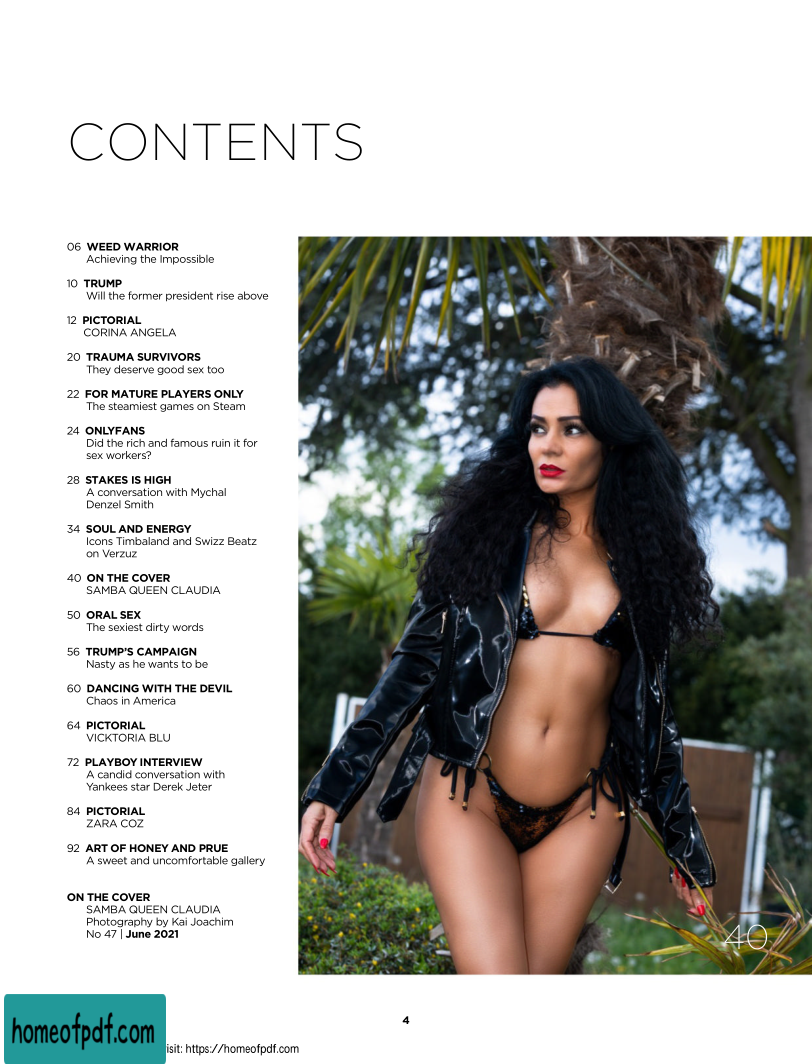 CONTENTS
06 WEED WARRIOR
Achieving the Impossible
10 TRUMP
Will the former president rise above
12 PICTORIAL
CORINA ANGELA
20 TRAUMA SURVIVORS
They deserve good sex too
22 FOR MATURE PLAYERS ONLY
The steamiest games on Steam
24 ONLYFANS
Did the rich and famous ruin it for
sex workers?
28 STAKES IS HIGH
A conversation with Mychal
Denzel Smith
34 SOUL AND ENERGY
Icons Timbaland and Swizz Beatz
on Verzuz
40 ON THE COVER
SAMBA QUEEN CLAUDIA
50 ORAL SEX
The sexiest dirty words
56 TRUMP'S CAMPAIGN
Nasty as he wants to be
60 DANCING WITH THE DEVIL
Chaos in America
64 PICTORIAL
VICKTORIA BLU
72 PLAYBOY INTERVIEW
A candid conversation with
Yankees star Derek Jeter
84 PICTORIAL
ZARA COZ
92 ART OF HONEY AND PRUE
A sweet and uncomfortable gallery
ON THE COVER
SAMBA QUEEN CLAUDIA
Photography by Kai Joachim
No 47 | June 2021
40
4
homeofpdf.com
isit: https://homeofpdf.com